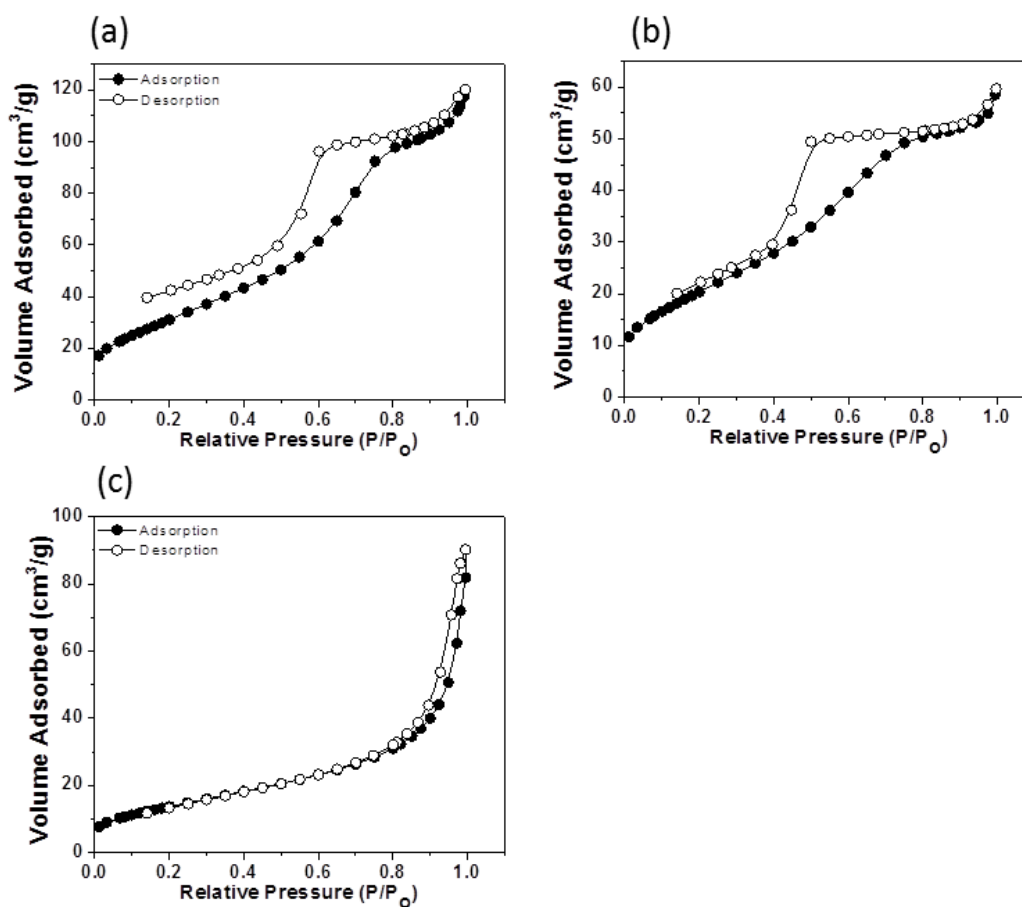 (a)
Adsorption
Desorption
120
100
80
60
40
20
0
0.0 0.2 0.4 0.6 0.8 1.0
Volume Adsorbed (cm³/g)
Relative Pressure (P/P₀)
(b)
60
50
40
30
20
10
0
0.0 0.2 0.4 0.6 0.8 1.0
Volume Adsorbed (cm³/g)
Relative Pressure (P/P₀)
(c)
Adsorption
Desorption
100
80
60
40
20
0
0.0 0.2 0.4 0.6 0.8 1.0
Volume Adsorbed (cm³/g)
Relative Pressure (P/P₀)